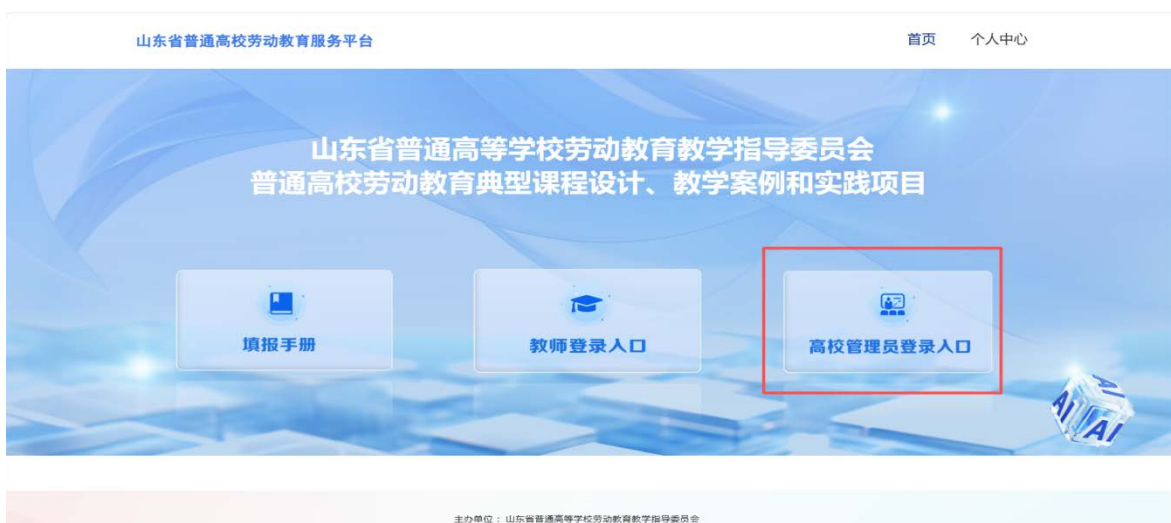 山东省普通高校劳动教育服务平台
首页 个人中心
山东省普通高等学校劳动教育教学指导委员会
普通高校劳动教育典型课程设计、教学案例和实践项目
填报手册
教师登录入口
高校管理员登录入口
AI
AI
AI
主办单位：山东省普通高等学校劳动教育教学指导委员会